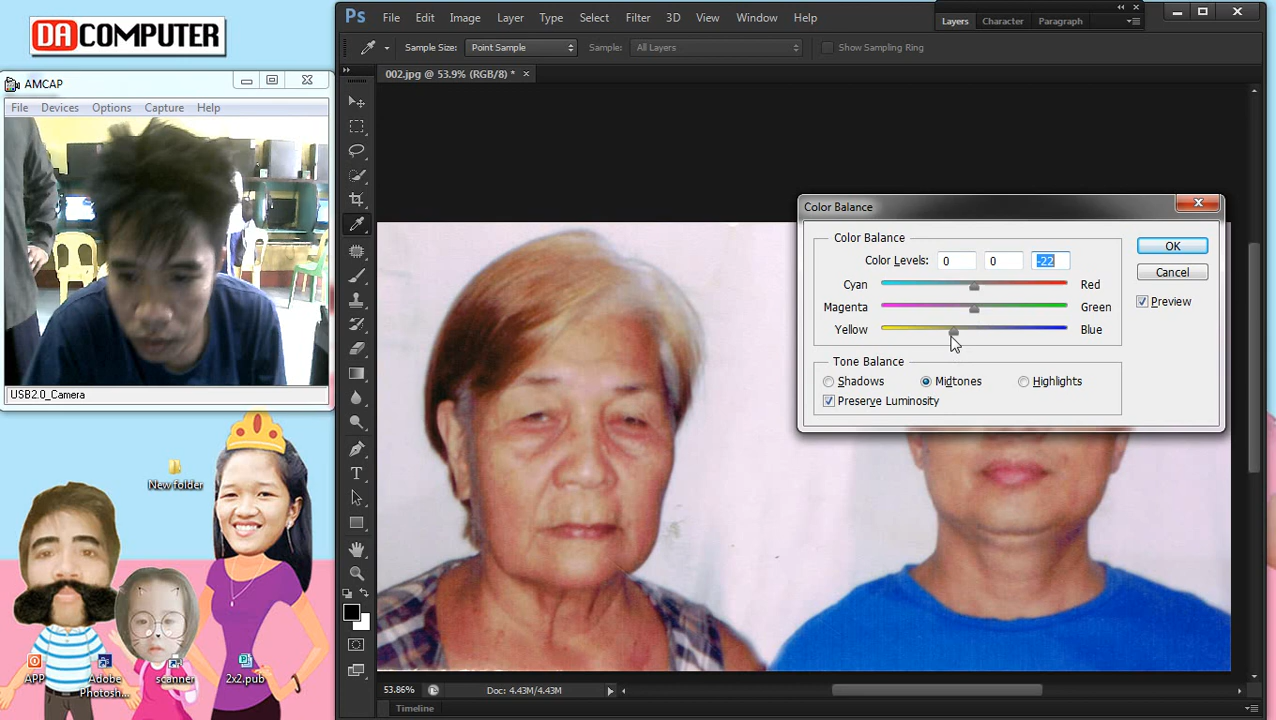 DA COMPUTER
AMCAP
File Devices Options Capture Help
USB2.0_Camera
New folder
APP
Adobe Photosh...
scanner
2x2.pub
Ps File Edit Image Layer Type Select Filter 3D View Window Help
Layers Character Paragraph
Sample Size: Point Sample Sample: All Layers Show Sampling Ring
002.jpg @ 53.9% (RGB/8) *
Color Balance
Color Balance
Color Levels: 0 0 -22
Cyan Red
Magenta Green
Yellow Blue
Tone Balance
Shadows Midtones Highlights
Preserve Luminosity
OK
Cancel
Preview
53.86% Doc: 4.43M/4.43M
Timeline